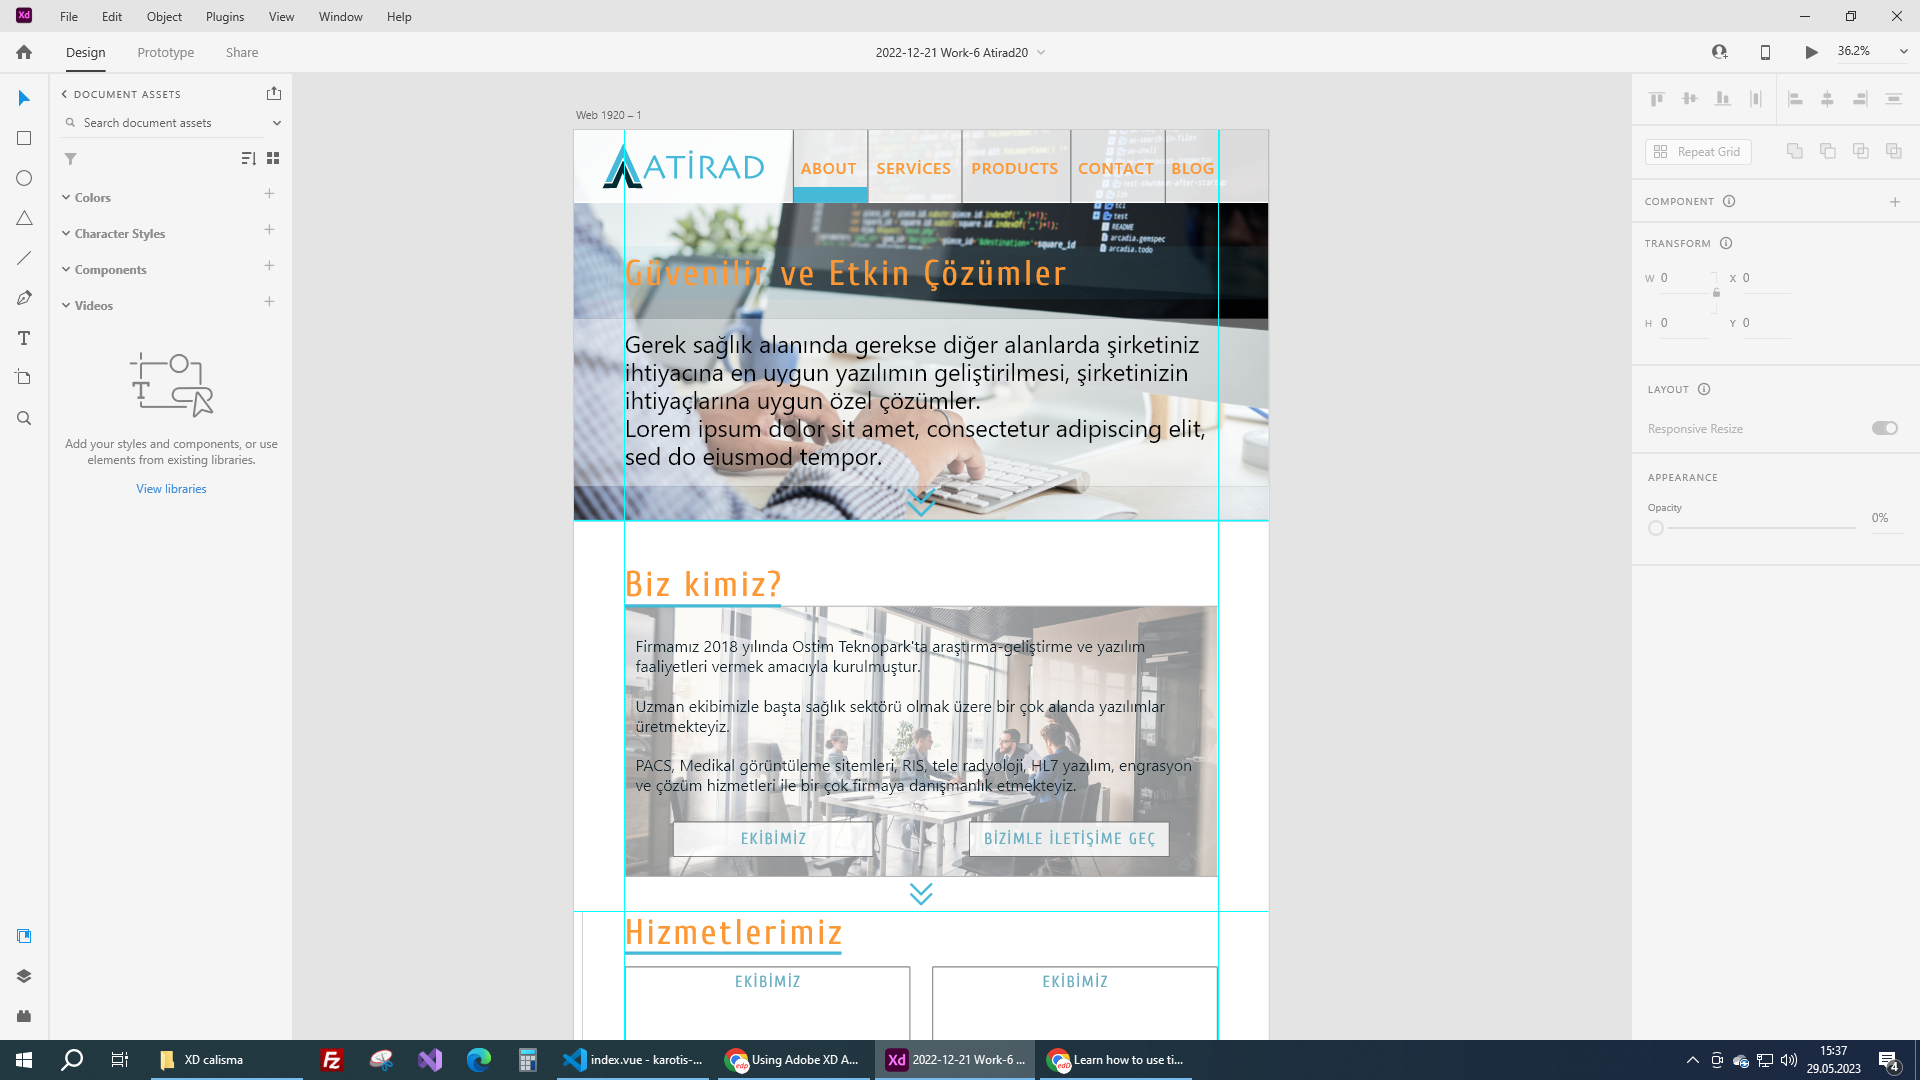 File Edit Object Plugins View Window Help
Design Prototype Share
2022-12-21 Work-6 Atirad20
36.2%
DOCUMENT ASSETS
Search document assets
Colors
Character Styles
Components
Videos
Add your styles and components, or use
elements from existing libraries.
View libraries
Web 1920 – 1
ATİRAD
ABOUT SERVİCES PRODUCTS CONTACT BLOG
Güvenilir ve Etkin Çözümler
Gerek sağlık alanında gerekse diğer alanlarda şirketiniz
ihtiyacına en uygun yazılımın geliştirilmesi, şirketinizin
ihtiyaçlarına uygun özel çözümler.
Lorem ipsum dolor sit amet, consectetur adipiscing elit,
sed do eiusmod tempor.
Biz kimiz?
Firmamız 2018 yılında Ostim Teknopark'ta araştırma-geliştirme ve yazılım
faaliyetleri vermek amacıyla kurulmuştur.
Uzman ekibimizle başta sağlık sektörü olmak üzere bir çok alanda yazılımlar
üretmekteyiz.
PACS, Medikal görüntüleme sitemleri, RIS, tele radyoloji, HL7 yazılım, engrasyon
ve çözüm hizmetleri ile bir çok firmaya danışmanlık etmekteyiz.
EKİBİMİZ
BİZİMLE İLETİŞİME GEÇ
Hizmetlerimiz
EKİBİMİZ
EKİBİMİZ
Repeat Grid
COMPONENT
TRANSFORM
W 0 X 0
H 0 Y 0
LAYOUT
Responsive Resize
APPEARANCE
Opacity
0%
XD calisma
index.vue - karotis-...
Using Adobe XD A...
2022-12-21 Work-6 ...
Learn how to use ti...
15:37
29.05.2023
4